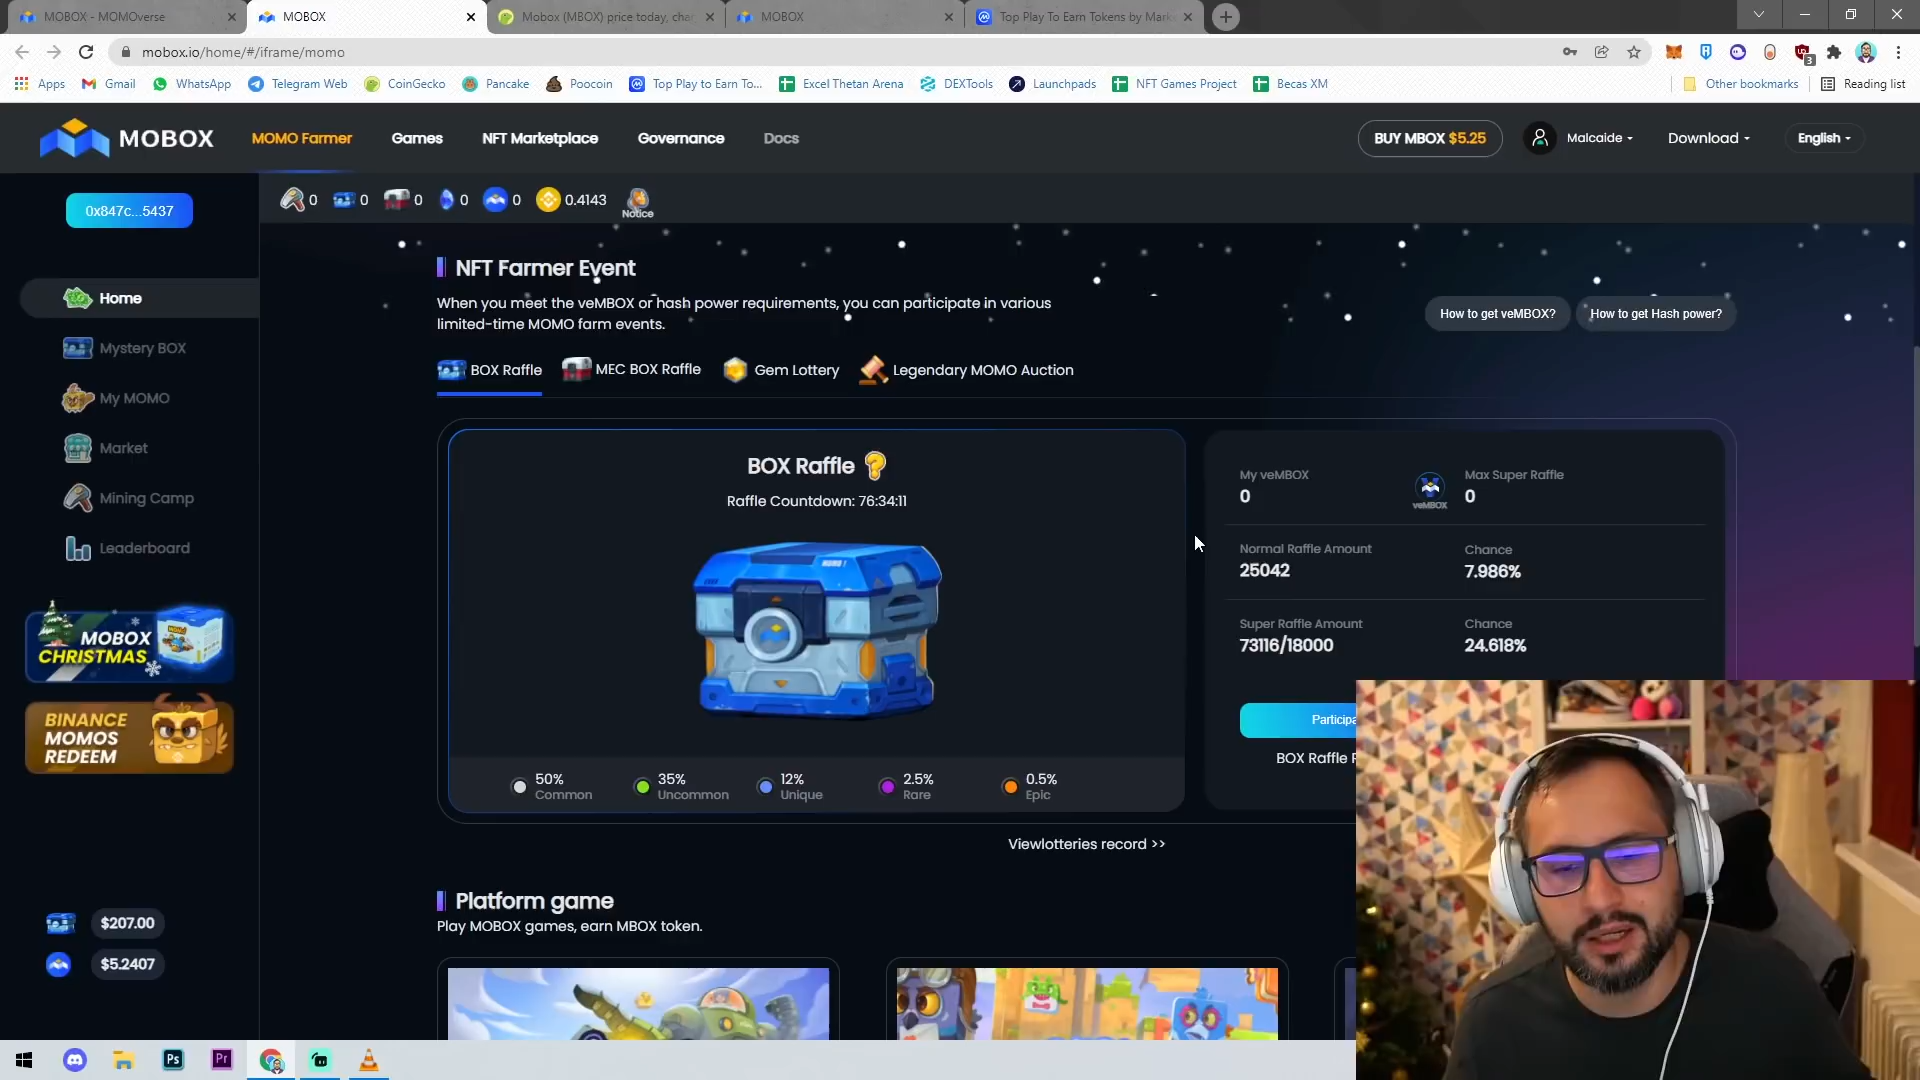 MOBOX - MOMOverse
MOBOX
Mobox (MBOX) price today, char
MOBOX
Top Play To Earn Tokens by Marke
mobox.io/home/#/iframe/momo
3
Apps
Gmail
WhatsApp
Telegram Web
CoinGecko
Pancake
Poocoin
Top Play to Earn To...
Excel Thetan Arena
DEXTools
Launchpads
NFT Games Project
Becas XM
Other bookmarks
Reading list
MOBOX
MOMO Farmer
Games
NFT Marketplace
Governance
Docs
BUY MBOX $5.25
Malcaide
Download
English
0x847c...5437
0
0
0
0
0
0.4143
Notice
Home
Mystery BOX
My MOMO
Market
Mining Camp
Leaderboard
MOBOX
CHRISTMAS
BINANCE
MOMOS
REDEEM
$207.00
$5.2407
NFT Farmer Event
When you meet the veMBOX or hash power requirements, you can participate in various
limited-time MOMO farm events.
How to get veMBOX?
How to get Hash power?
BOX Raffle
MEC BOX Raffle
Gem Lottery
Legendary MOMO Auction
BOX Raffle
Raffle Countdown: 76:34:11
50%
Common
35%
Uncommon
12%
Unique
2.5%
Rare
0.5%
Epic
My veMBOX
0
veMBOX
Max Super Raffle
0
Normal Raffle Amount
25042
Chance
7.986%
Super Raffle Amount
73116/18000
Chance
24.618%
Participa
BOX Raffle R
Viewlotteries record >>
Platform game
Play MOBOX games, earn MBOX token.
Ps
Pr